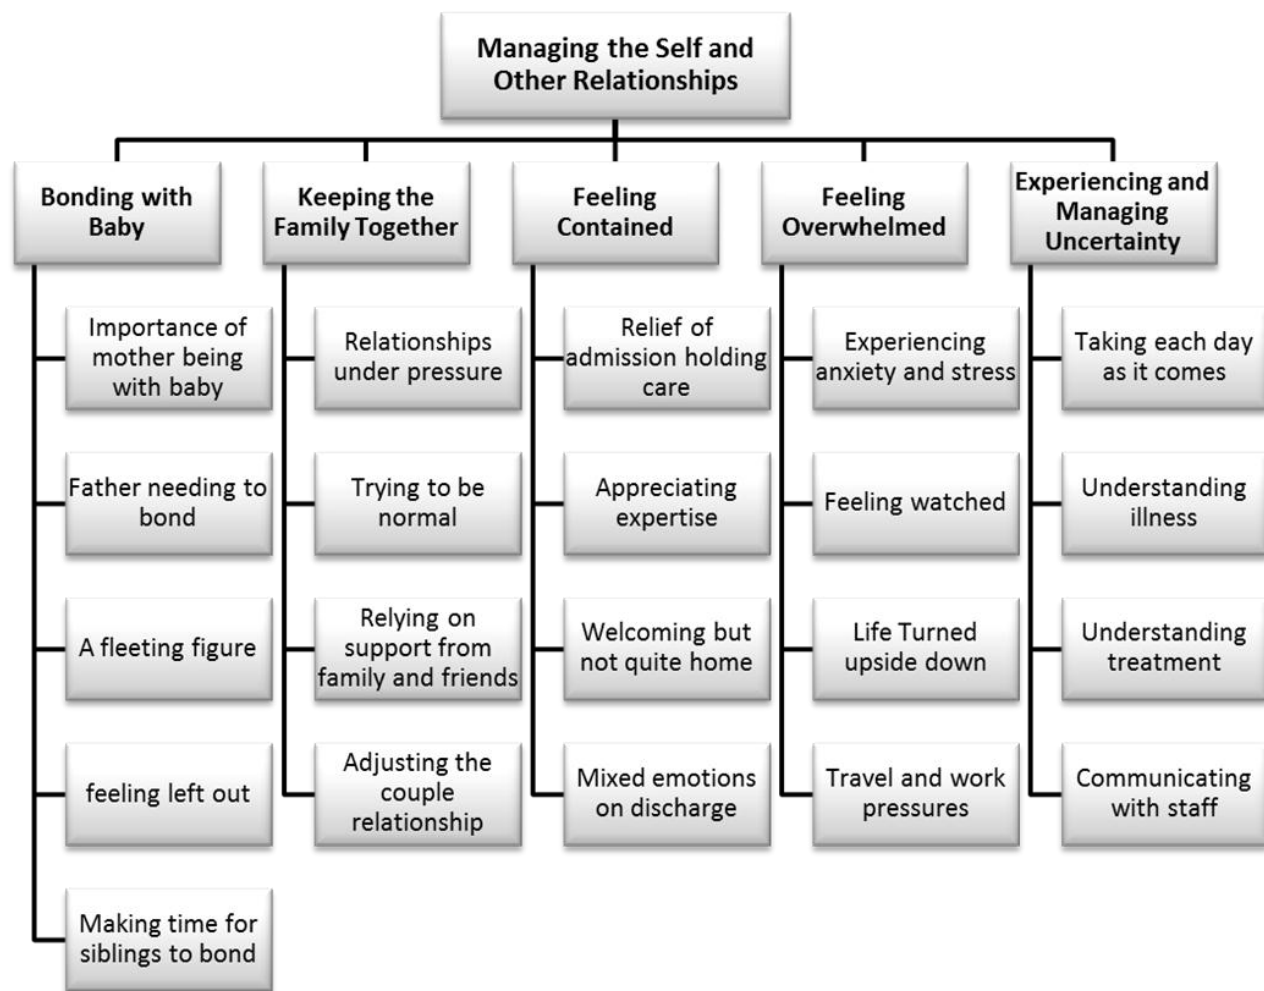 Managing the Self and
Other Relationships
Bonding with
Baby
Importance of
mother being
with baby
Father needing to
bond
A fleeting figure
feeling left out
Making time for
siblings to bond
Keeping the
Family Together
Relationships
under pressure
Trying to be
normal
Relying on
support from
family and friends
Adjusting the
couple
relationship
Feeling
Contained
Relief of
admission holding
care
Appreciating
expertise
Welcoming but
not quite home
Mixed emotions
on discharge
Feeling
Overwhelmed
Experiencing
anxiety and stress
Feeling watched
Life Turned
upside down
Travel and work
pressures
Experiencing and
Managing
Uncertainty
Taking each day
as it comes
Understanding
illness
Understanding
treatment
Communicating
with staff